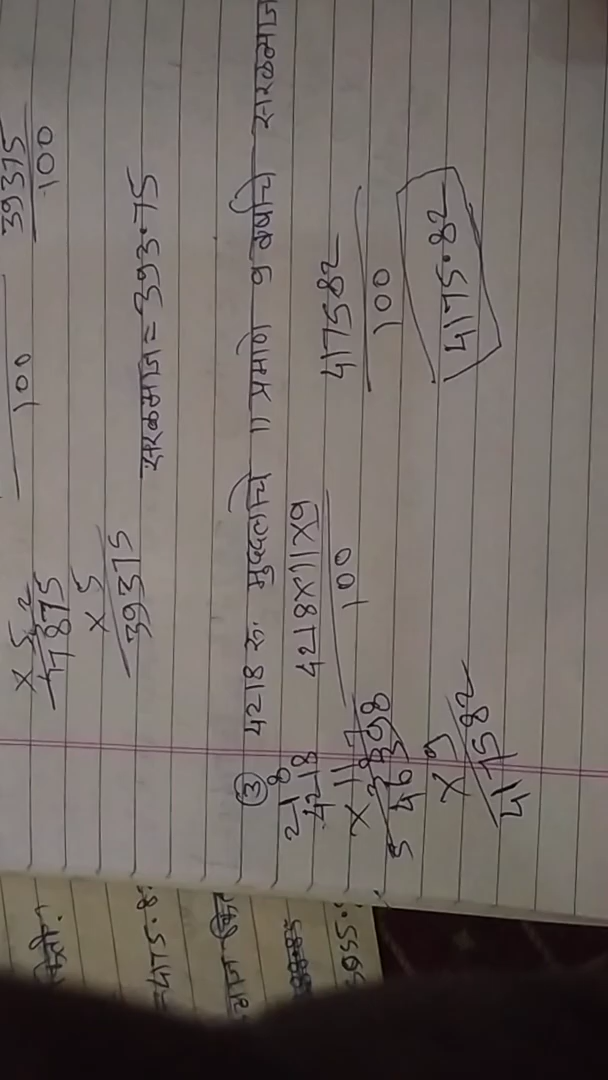 39375
100
100
x 5
7875
x 5
39375
सरळव्याज = 393.75
③ 4218 रु. मुद्दलाचे 11 प्रमाणे 9 वर्षाचे सरळव्याज
4218x11x9
100
417582
100
4218
x 11
46398
x 9
417582
4175.82